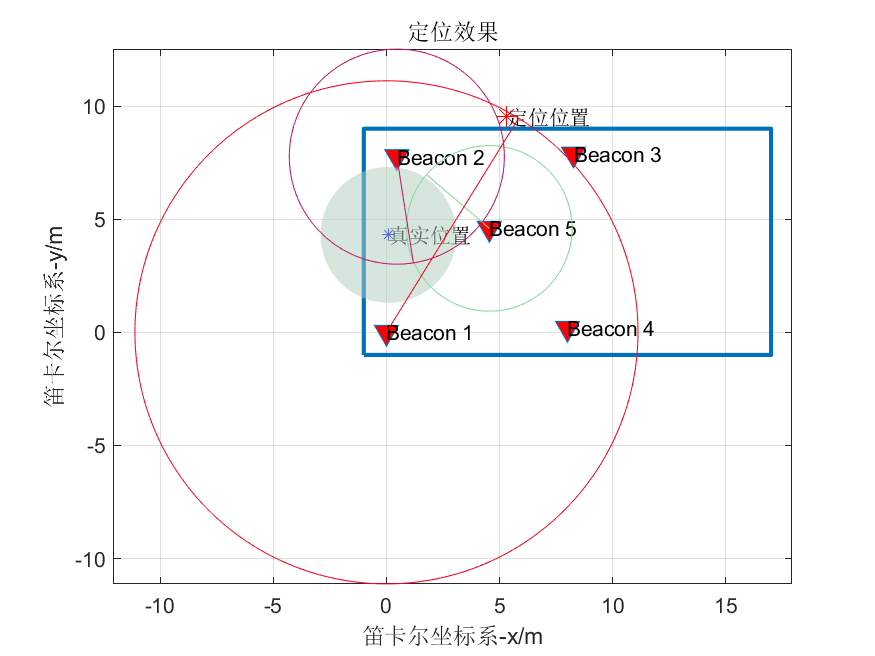 定位效果
10
定位位置
Beacon 2
Beacon 3
5
真实位置
Beacon 5
0
Beacon 1
Beacon 4
-5
-10
-10
-5
0
5
10
15
笛卡尔坐标系-x/m
笛卡尔坐标系-y/m